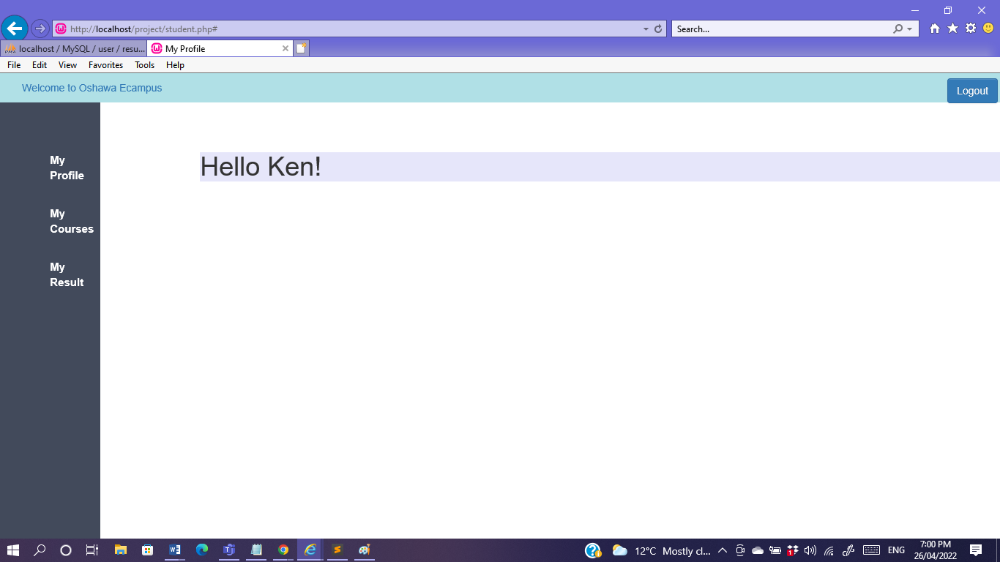 http://localhost/project/student.php#
Search...
localhost / MySQL / user / resu...
My Profile
File Edit View Favorites Tools Help
Welcome to Oshawa Ecampus
Logout
My
Profile
My
Courses
My
Result
Hello Ken!
12°C Mostly cl...
ENG
7:00 PM
26/04/2022